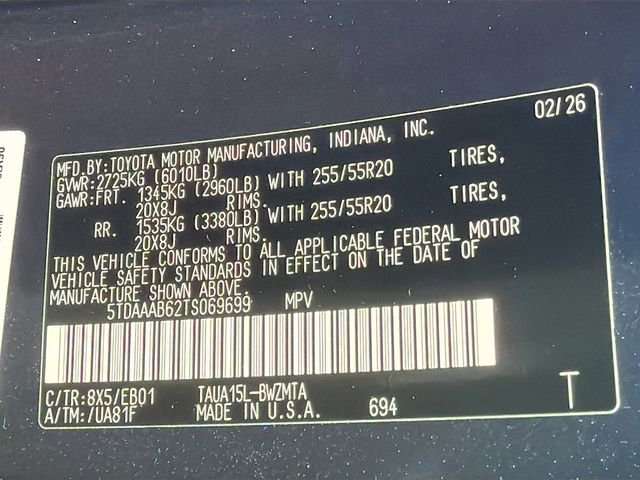 02/26
MFD.BY:TOYOTA MOTOR MANUFACTURING, INDIANA, INC.
GVWR:2725KG (6010LB)
GAWR:FRT. 1345KG (2960LB) WITH 255/55R20 TIRES,
20X8J RIMS.
RR. 1535KG (3380LB) WITH 255/55R20 TIRES,
20X8J RIMS.
THIS VEHICLE CONFORMS TO ALL APPLICABLE FEDERAL MOTOR
VEHICLE SAFETY STANDARDS IN EFFECT ON THE DATE OF
MANUFACTURE SHOWN ABOVE.
5TDAAAB62TS069699 MPV
C/TR:8X5/EB01 TAUA15L-BWZMTA
A/TM:/UA81F MADE IN U.S.A. 694 T